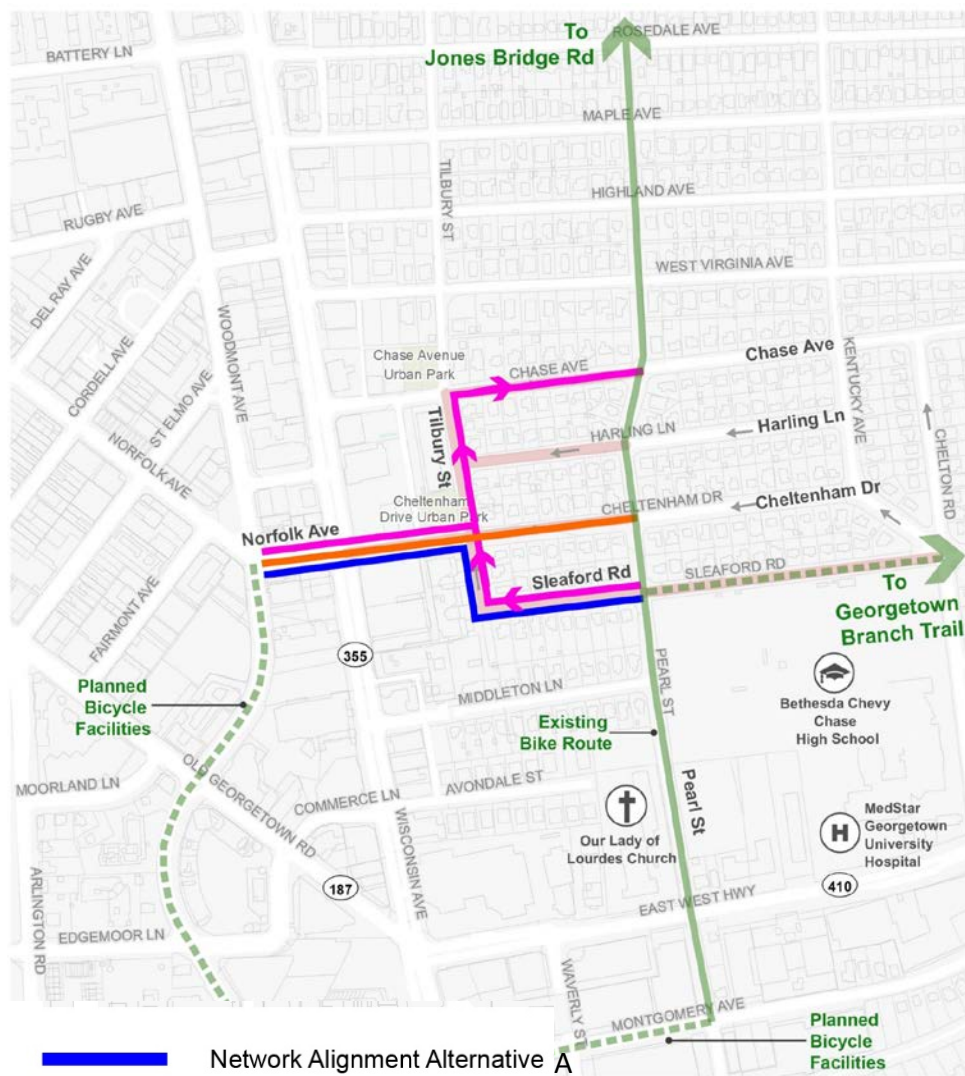 To
Jones Bridge Rd
ROSEDALE AVE
BATTERY LN
MAPLE AVE
TILBURY ST
HIGHLAND AVE
RUGBY AVE
WEST VIRGINIA AVE
DEL RAY AVE
WOODMONT AVE
CORDELL AVE
ST ELMO AVE
Chase Avenue
Urban Park
CHASE AVE
Chase Ave
KENTUCKY AVE
NORFOLK AVE
Tilbury St
HARLING LN
Harling Ln
CHELTON RD
Cheltenham
Drive Urban Park
CHELTENHAM DR
Cheltenham Dr
Norfolk Ave
Sleaford Rd
SLEAFORD RD
To
Georgetown
Branch Trail
FAIRMONT AVE
355
PEARL ST
MIDDLETON LN
Planned
Bicycle
Facilities
Existing
Bike Route
Bethesda Chevy
Chase
High School
OLD GEORGETOWN RD
MOORLAND LN
COMMERCE LN
AVONDALE ST
WISCONSIN AVE
Pearl St
Our Lady of
Lourdes Church
H
MedStar
Georgetown
University
Hospital
187
410
ARLINGTON RD
EAST WEST HWY
EDGEMOOR LN
WAVERLY ST
MONTGOMERY AVE
Planned
Bicycle
Facilities
Network Alignment Alternative A